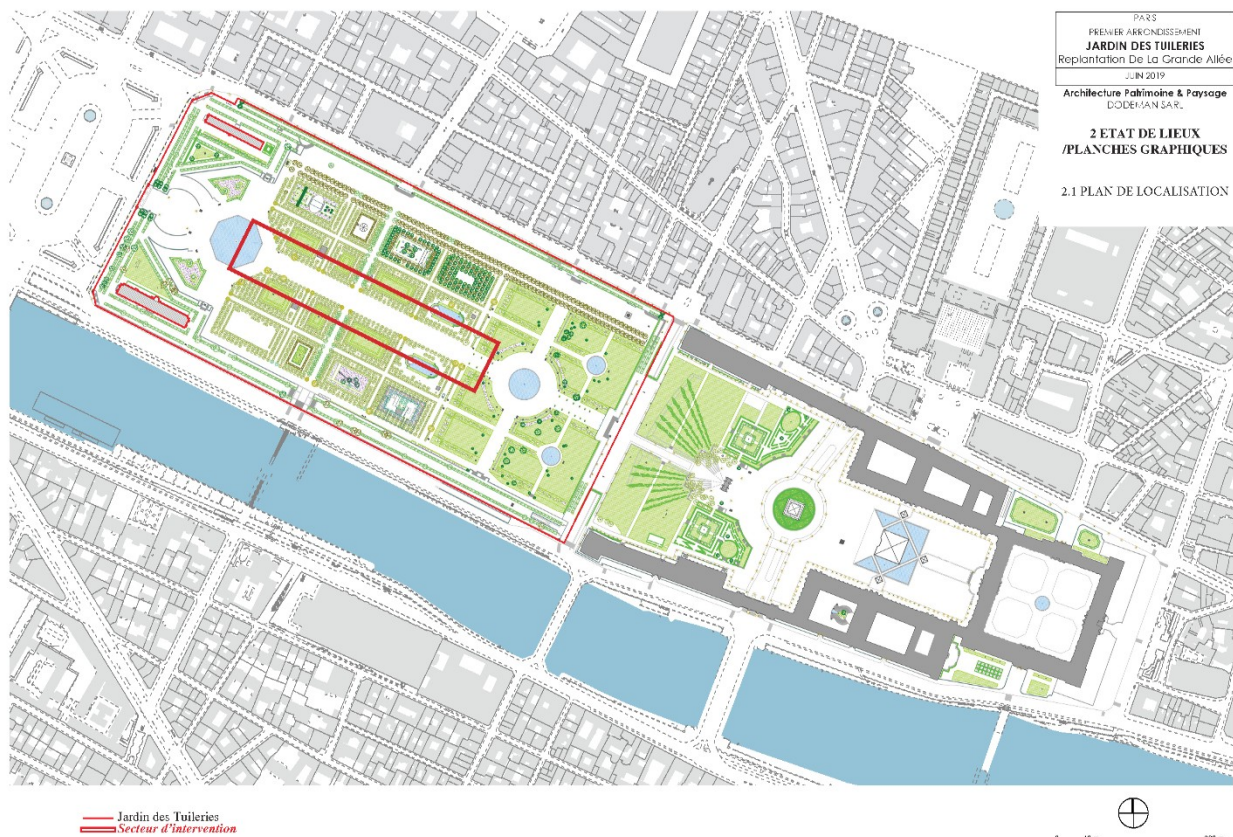 PARIS
PREMIER ARRONDISSEMENT
JARDIN DES TUILERIES
Replantation De La Grande Allée
JUIN 2019
Architecture Patrimoine & Paysage
DODEMAN SARL
2 ETAT DE LIEUX
/PLANCHES GRAPHIQUES
2.1 PLAN DE LOCALISATION
Jardin des Tuileries
Secteur d'intervention